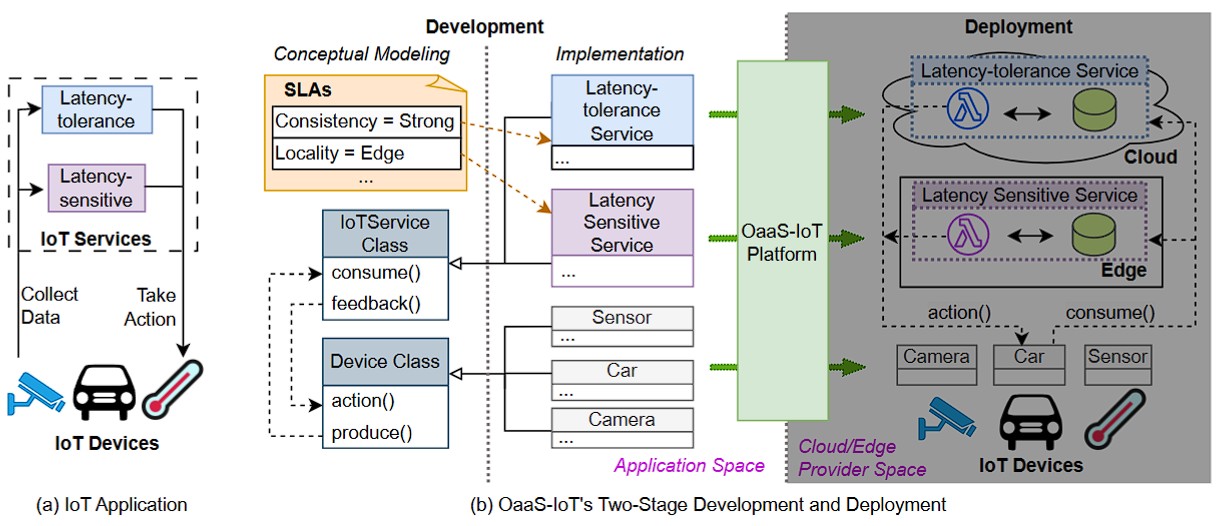 Latency-
tolerance
Latency-
sensitive
IoT Services
Collect
Data
Take
Action
IoT Devices
(a) IoT Application
Development
Conceptual Modeling
Implementation
SLAs
Consistency = Strong
Locality = Edge
...
IoTService
Class
consume()
feedback()
Device Class
action()
produce()
Latency-
tolerance
Service
...
Latency
Sensitive
Service
...
Sensor
...
Car
...
Camera
...
Application Space
OaaS-IoT
Platform
Deployment
Latency-tolerance Service
λ
Cloud
Latency Sensitive Service
λ
Edge
action()
consume()
Camera
Car
Sensor
Cloud/Edge
Provider Space
IoT Devices
(b) OaaS-IoT's Two-Stage Development and Deployment